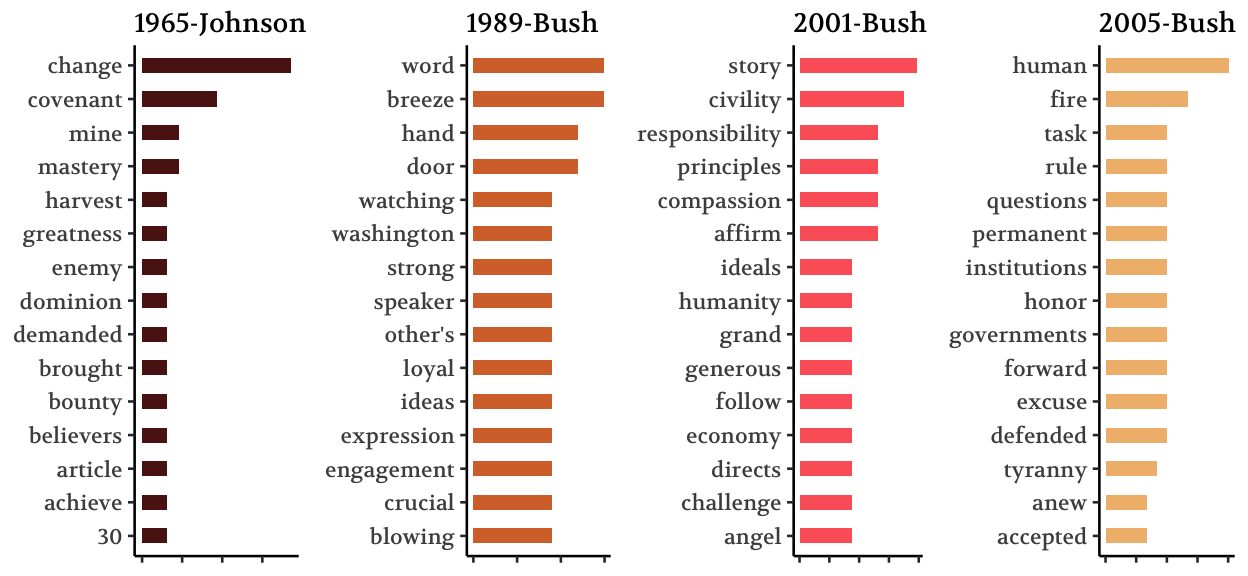 1965-Johnson
change
covenant
mine
mastery
harvest
greatness
enemy
dominion
demanded
brought
bounty
believers
article
achieve
30
1989-Bush
word
breeze
hand
door
watching
washington
strong
speaker
other's
loyal
ideas
expression
engagement
crucial
blowing
2001-Bush
story
civility
responsibility
principles
compassion
affirm
ideals
humanity
grand
generous
follow
economy
directs
challenge
angel
2005-Bush
human
fire
task
rule
questions
permanent
institutions
honor
governments
forward
excuse
defended
tyranny
anew
accepted